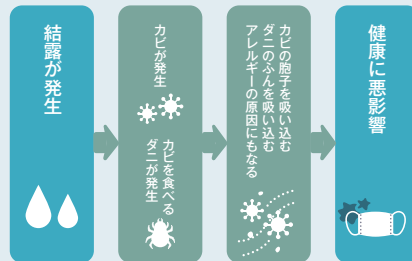 結露が発生
カビが発生
カビを食べる
ダニが発生
カビの胞子を吸い込む
ダニのふんを吸い込む
アレルギーの原因にもなる
健康に悪影響